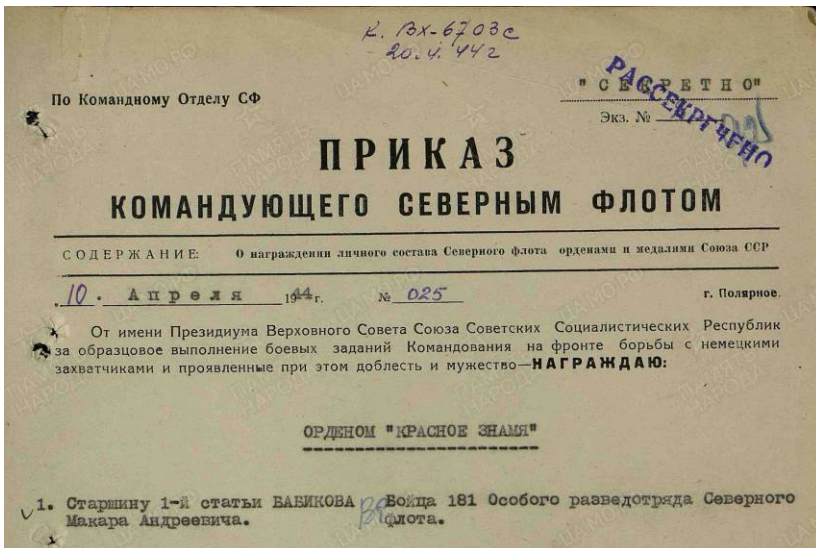 К. Вх-6703с
20.4.44г
По Командному Отделу СФ
"СЕКРЕТНО"
Экз. №
РАССЕКРЕЧЕНО
ПРИКАЗ
КОМАНДУЮЩЕГО СЕВЕРНЫМ ФЛОТОМ
СОДЕРЖАНИЕ: О награждении личного состава Северного флота орденами и медалями Союза ССР
10. Апреля 1944г. № 025 г. Полярное.
От имени Президиума Верховного Совета Союза Советских Социалистических Республик
за образцовое выполнение боевых заданий Командования на фронте борьбы с немецкими
захватчиками и проявленные при этом доблесть и мужество—НАГРАЖДАЮ:
ОРДЕНОМ "КРАСНОЕ ЗНАМЯ"
1. Старшину 1-й статьи БАБИКОВА Бойца 181 Особого разведотряда Северного
Макара Андреевича. флота.